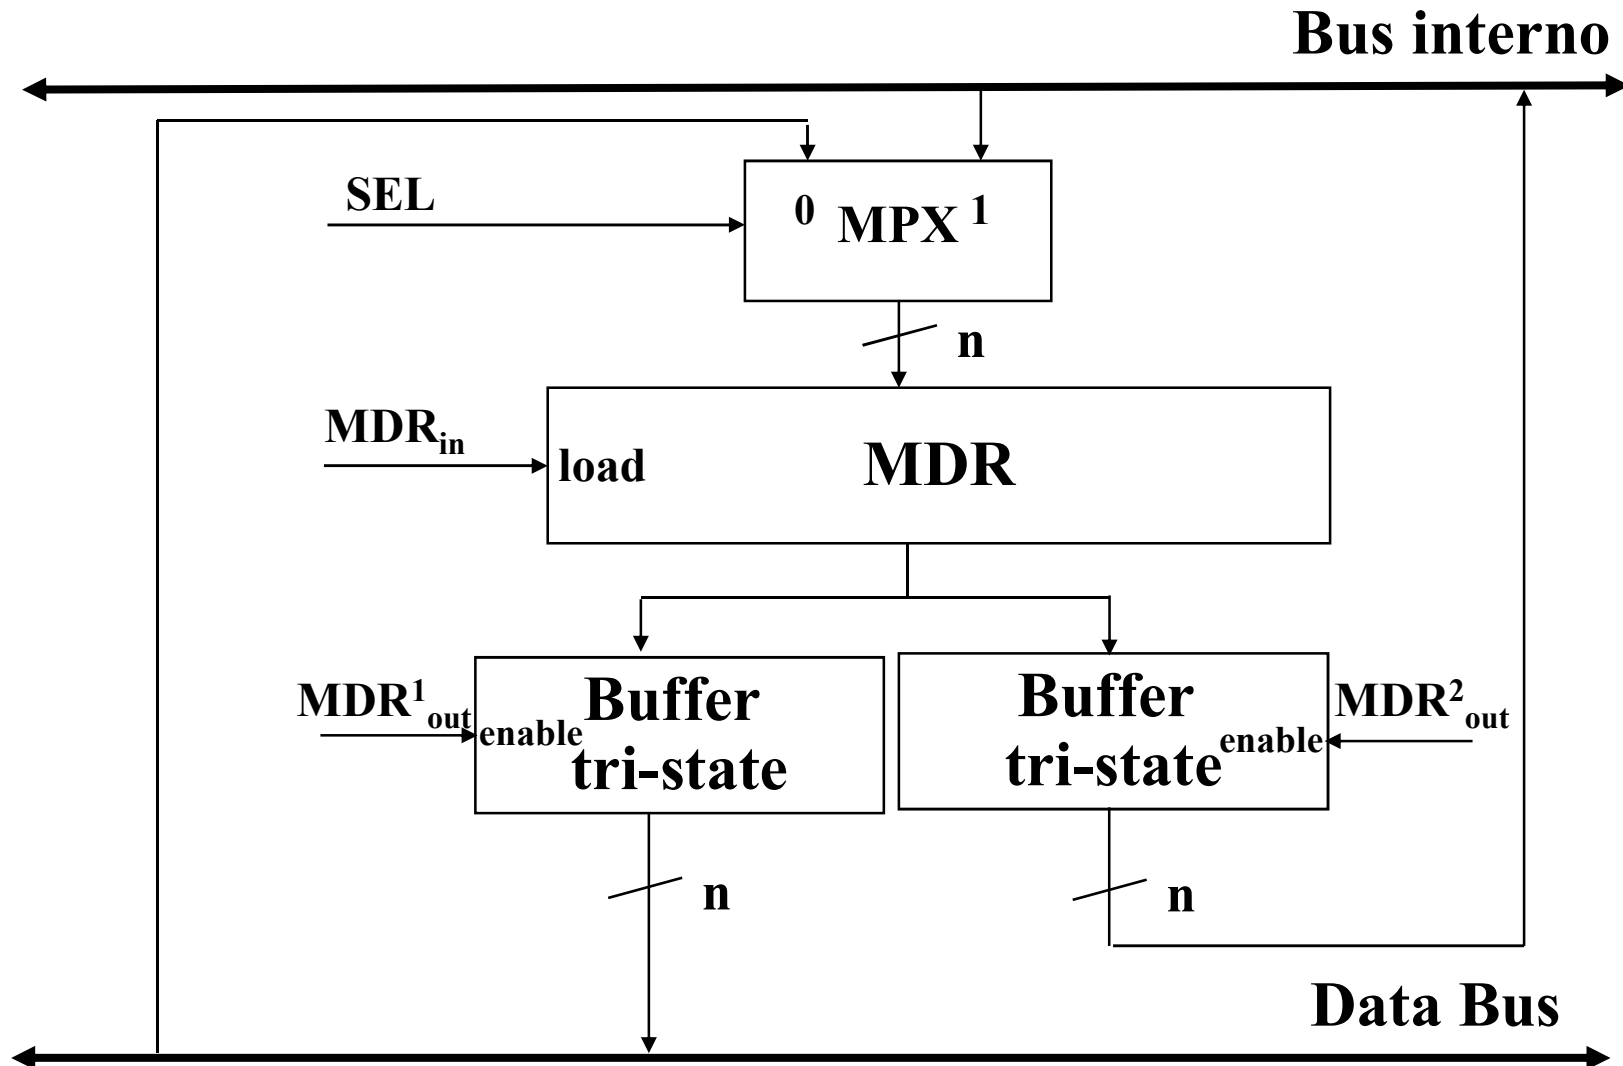 Bus interno
SEL
0 MPX 1
n
MDRin
load
MDR
MDR1out
enable
Buffer
tri-state
Buffer
tri-state
enable
MDR2out
n
n
Data Bus